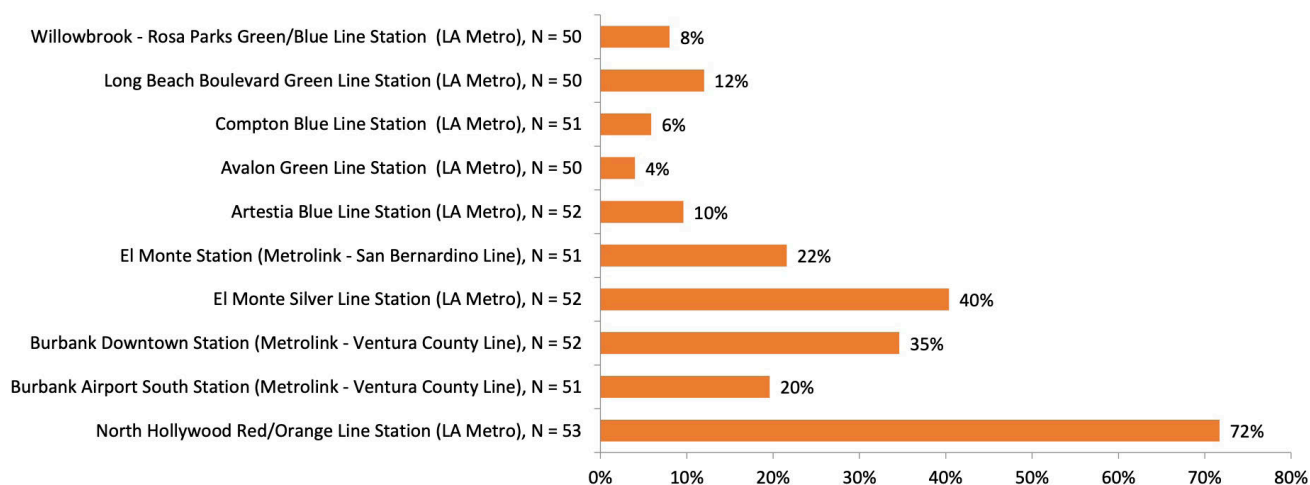 Willowbrook - Rosa Parks Green/Blue Line Station (LA Metro), N = 50 8%
Long Beach Boulevard Green Line Station (LA Metro), N = 50 12%
Compton Blue Line Station (LA Metro), N = 51 6%
Avalon Green Line Station (LA Metro), N = 50 4%
Artestia Blue Line Station (LA Metro), N = 52 10%
El Monte Station (Metrolink - San Bernardino Line), N = 51 22%
El Monte Silver Line Station (LA Metro), N = 52 40%
Burbank Downtown Station (Metrolink - Ventura County Line), N = 52 35%
Burbank Airport South Station (Metrolink - Ventura County Line), N = 51 20%
North Hollywood Red/Orange Line Station (LA Metro), N = 53 72%
0% 10% 20% 30% 40% 50% 60% 70% 80%